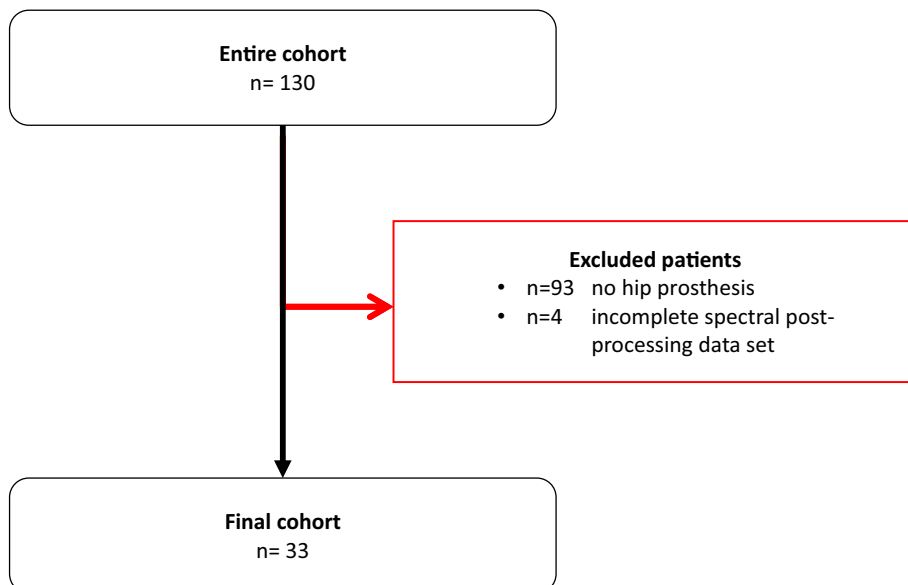 Entire cohort
n= 130
Excluded patients
• n=93 no hip prosthesis
• n=4 incomplete spectral post-
processing data set
Final cohort
n= 33